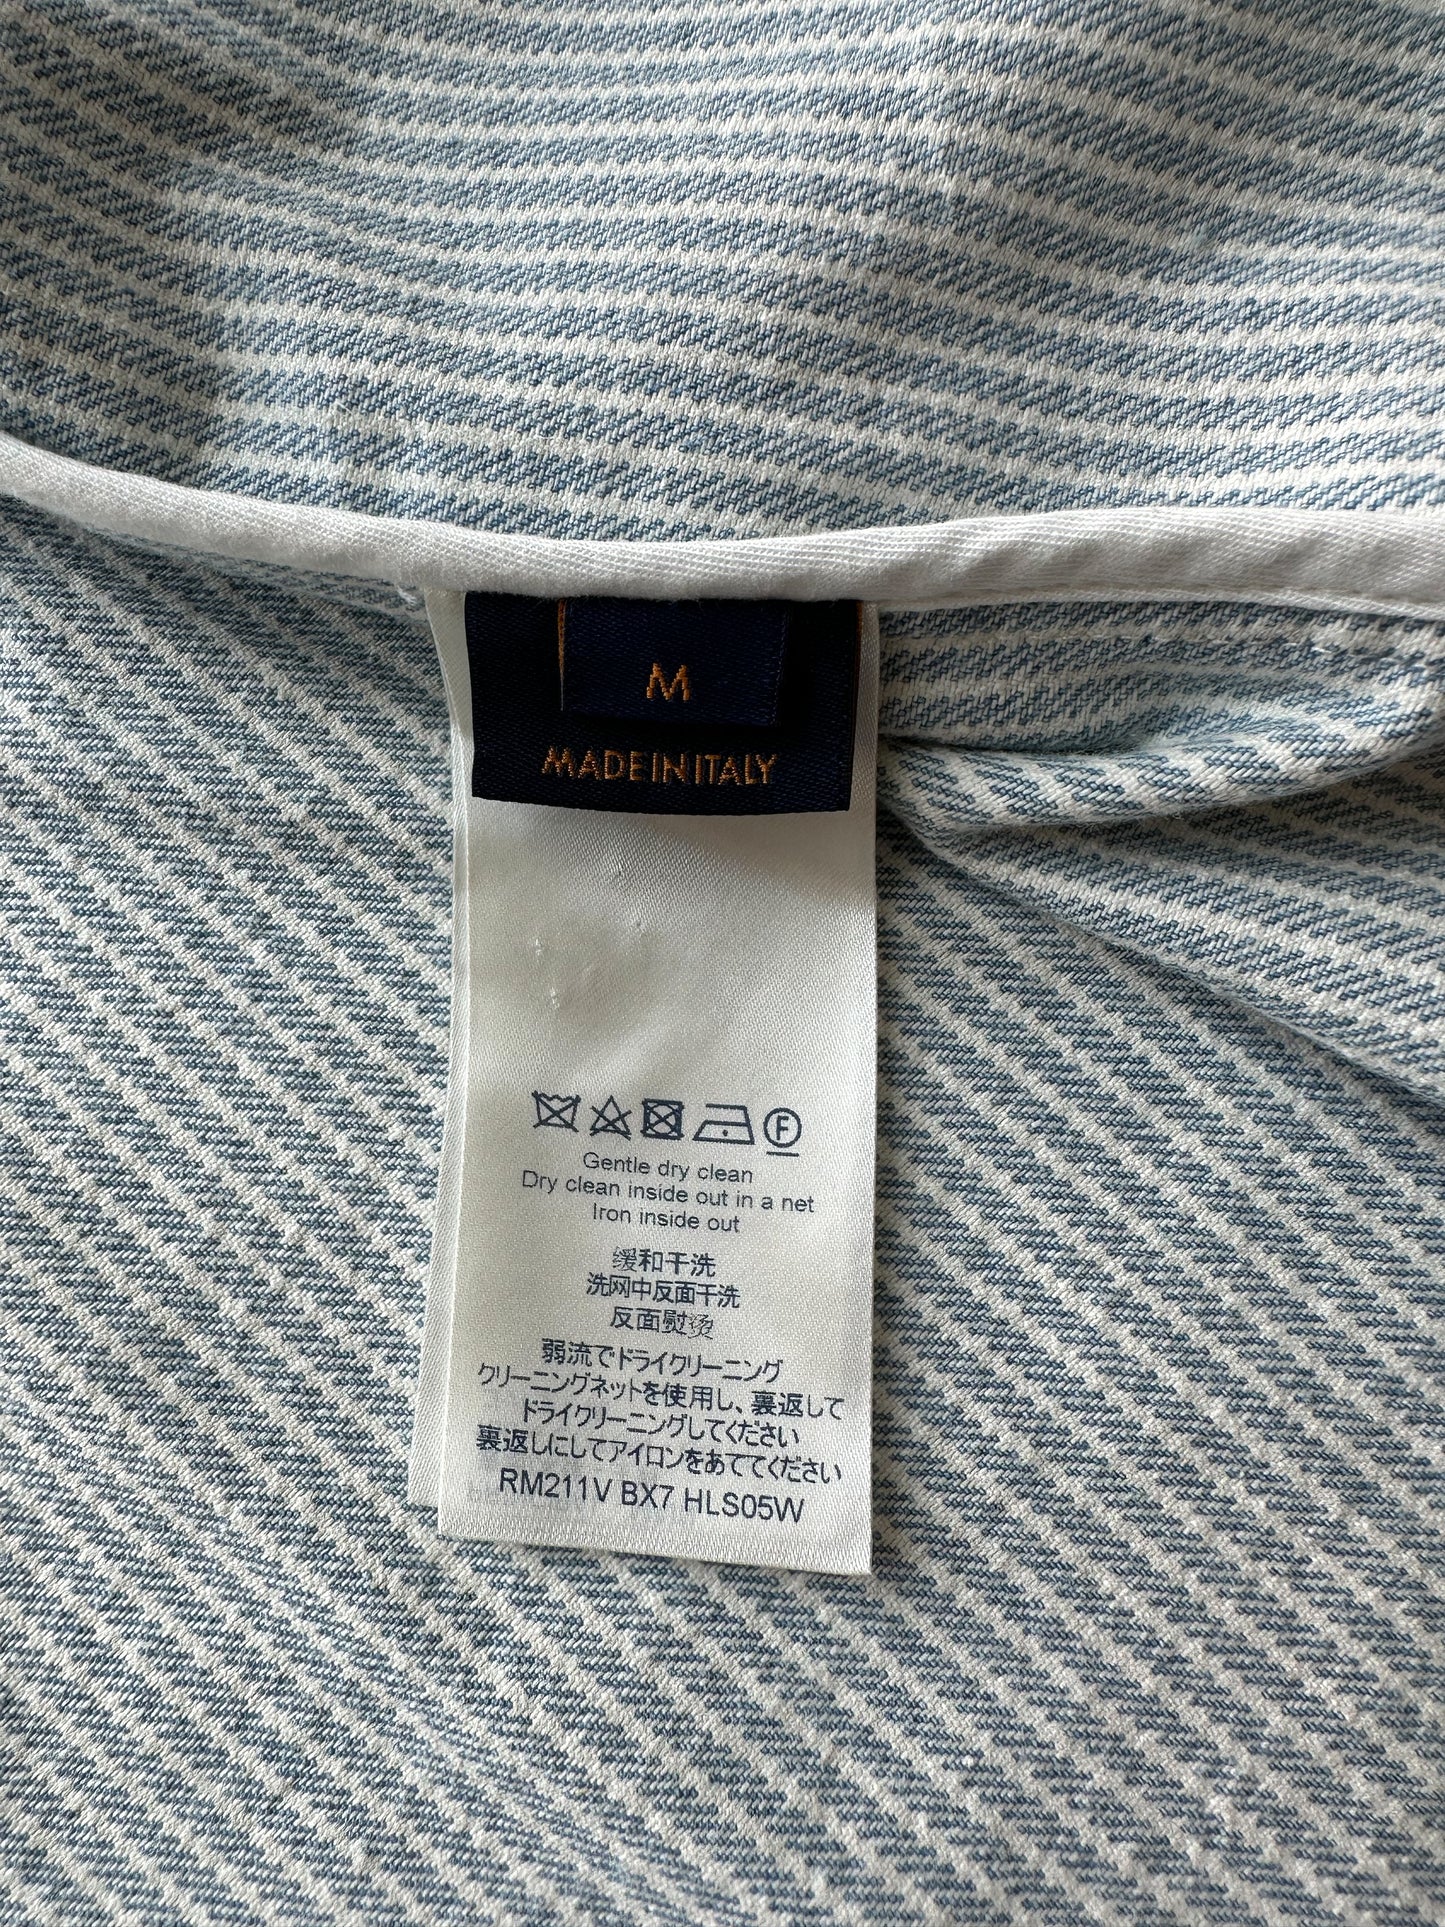 M
MADE IN ITALY
F
Gentle dry clean
Dry clean inside out in a net
Iron inside out
缓和干洗
洗网中反面干洗
反面熨烫
弱流でドライクリーニング
クリーニングネットを使用し、裏返して
ドライクリーニングしてください
裏返しにしてアイロンをあててください
RM211V BX7 HLS05W